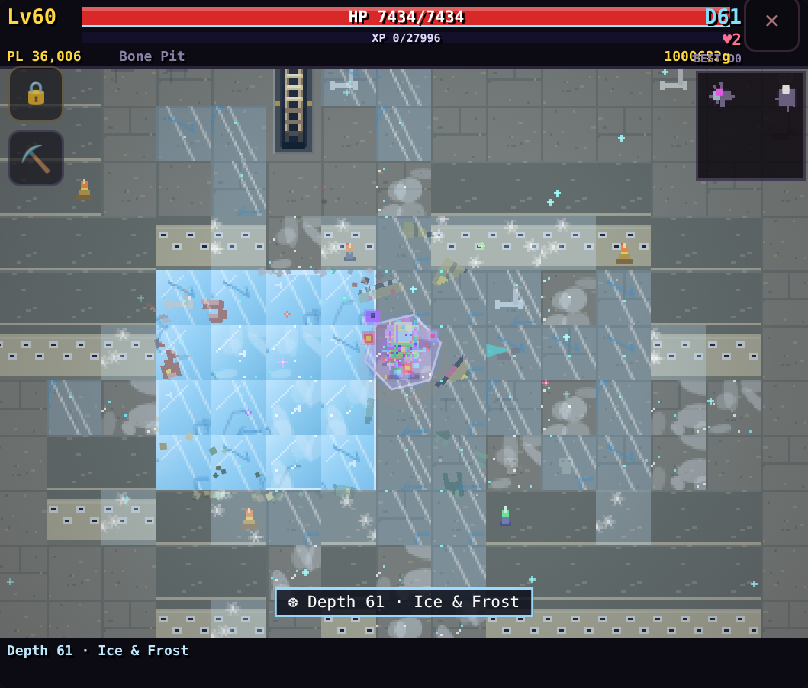 Lv60
HP 7434/7434
D61
XP 0/27996
♥2
PL 36,006
Bone Pit
❄ Depth 61 · Ice & Frost
Depth 61 · Ice & Frost